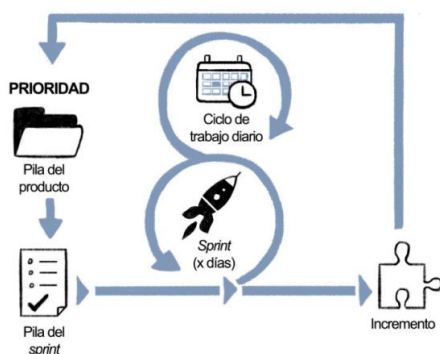 PRIORIDAD
Pila del
producto
Ciclo de
trabajo diario
Sprint
(x días)
Pila del
sprint
Incremento